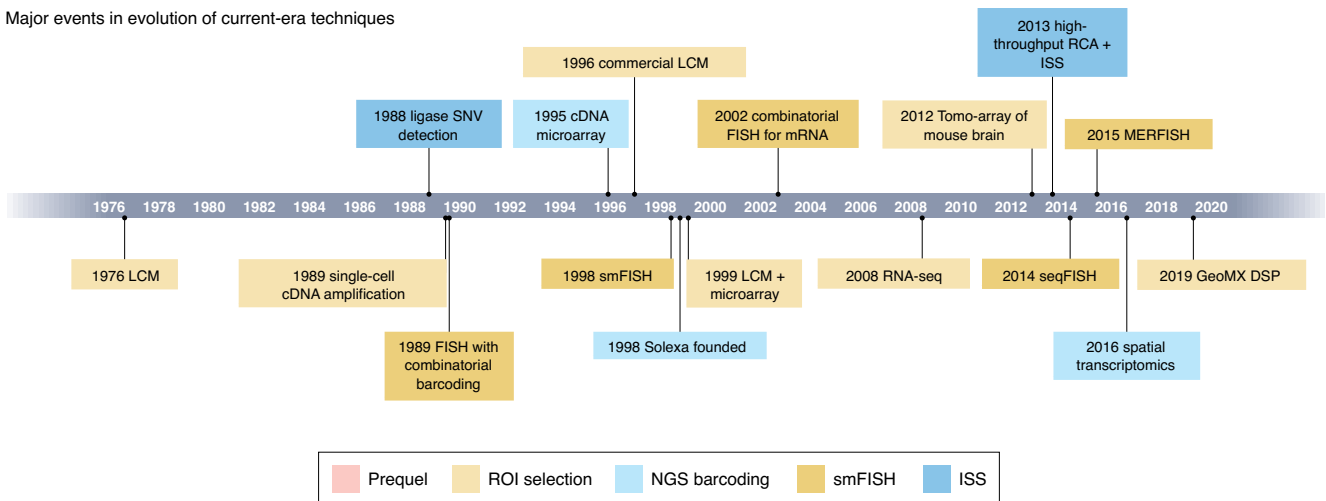 Major events in evolution of current-era techniques
2013 high-
throughput RCA +
ISS
1996 commercial LCM
1988 ligase SNV
detection
1995 cDNA
microarray
2002 combinatorial
FISH for mRNA
2012 Tomo-array of
mouse brain
2015 MERFISH
1976 1978 1980 1982 1984 1986 1988 1990 1992 1994 1996 1998 2000 2002 2004 2006 2008 2010 2012 2014 2016 2018 2020
1976 LCM
1989 single-cell
cDNA amplification
1998 smFISH
1999 LCM +
microarray
2008 RNA-seq
2014 seqFISH
2019 GeoMX DSP
1989 FISH with
combinatorial
barcoding
1998 Solexa founded
2016 spatial
transcriptomics
Prequel
ROI selection
NGS barcoding
smFISH
ISS